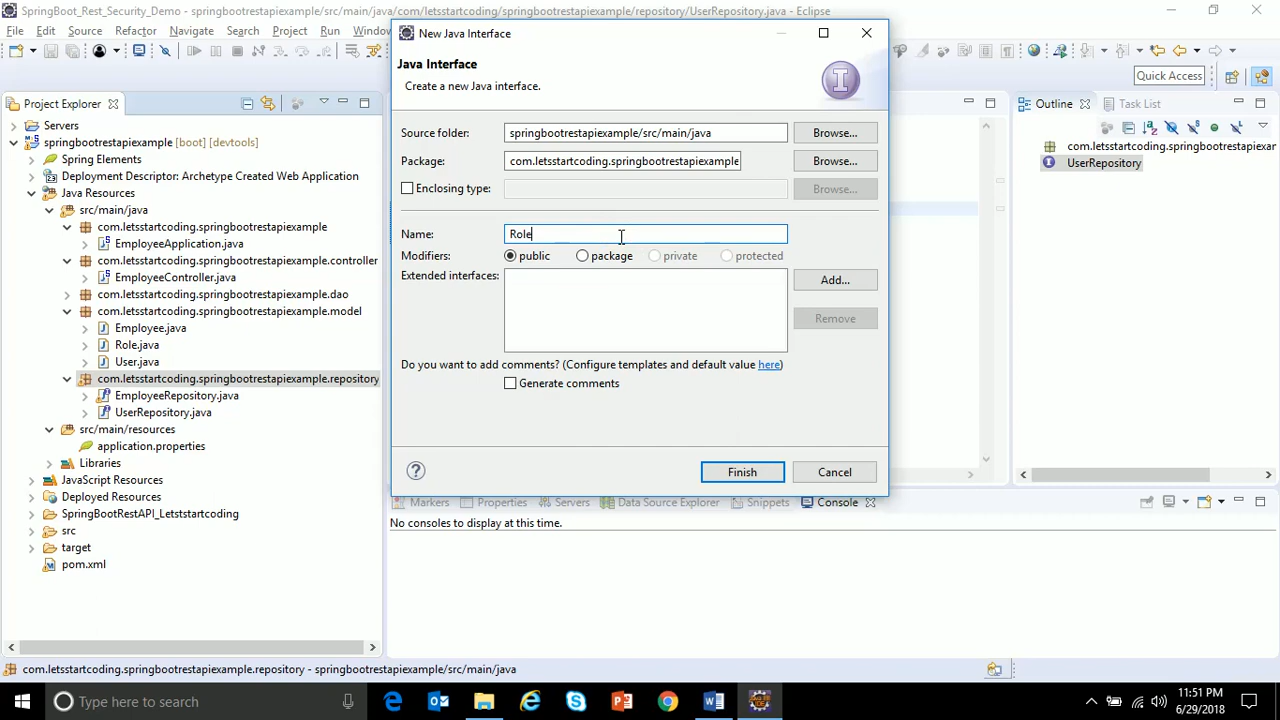 SpringBoot_Rest_Security_Demo - springbootrestapiexample/src/main/java/com/letsstartcoding/springbootrestapiexample/repository/UserRepository.java - Eclipse
File Edit Source Refactor Navigate Search Project Run Window
Quick Access
New Java Interface
Java Interface
Create a new Java interface.
Source folder: springbootrestapiexample/src/main/java Browse...
Package: com.letsstartcoding.springbootrestapiexample Browse...
Enclosing type: Browse...
Name: Role
Modifiers: public package private protected
Extended interfaces: Add...
Remove
Do you want to add comments? (Configure templates and default value here)
Generate comments
Finish Cancel
Project Explorer
Servers
springbootrestapiexample [boot] [devtools]
Spring Elements
Deployment Descriptor: Archetype Created Web Application
Java Resources
src/main/java
com.letsstartcoding.springbootrestapiexample
EmployeeApplication.java
com.letsstartcoding.springbootrestapiexample.controller
EmployeeController.java
com.letsstartcoding.springbootrestapiexample.dao
com.letsstartcoding.springbootrestapiexample.model
Employee.java
Role.java
User.java
com.letsstartcoding.springbootrestapiexample.repository
EmployeeRepository.java
UserRepository.java
src/main/resources
application.properties
Libraries
JavaScript Resources
Deployed Resources
SpringBootRestAPI_Letststartcoding
src
target
pom.xml
Outline Task List
com.letsstartcoding.springbootrestapiexar
UserRepository
Markers Properties Servers Data Source Explorer Snippets Console
No consoles to display at this time.
com.letsstartcoding.springbootrestapiexample.repository - springbootrestapiexample/src/main/java
Type here to search
11:51 PM
6/29/2018